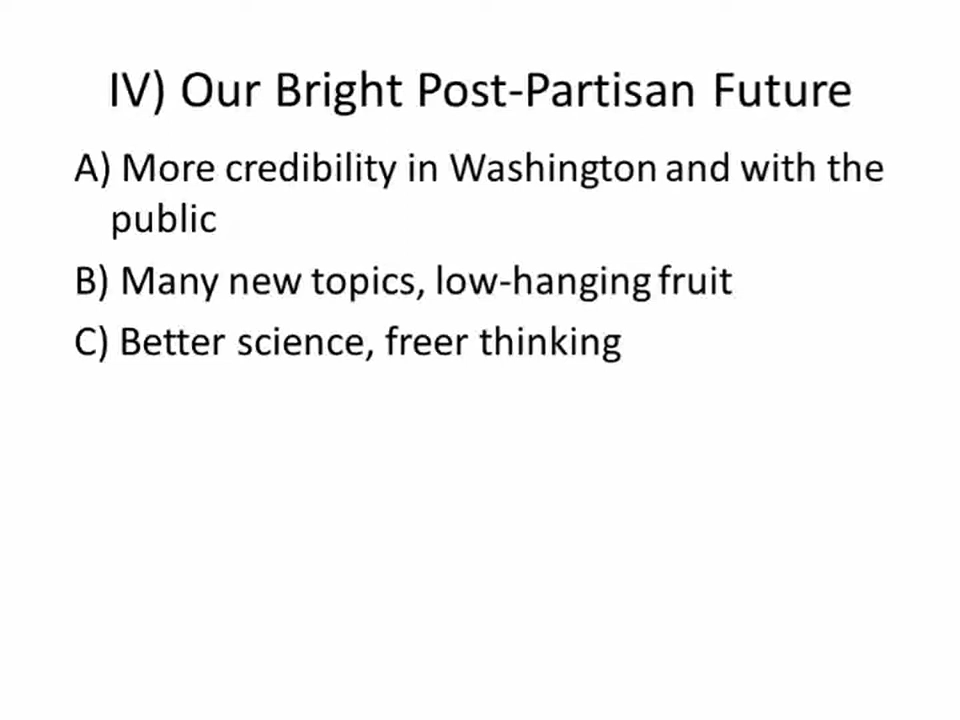 IV) Our Bright Post-Partisan Future
A) More credibility in Washington and with the
public
B) Many new topics, low-hanging fruit
C) Better science, freer thinking